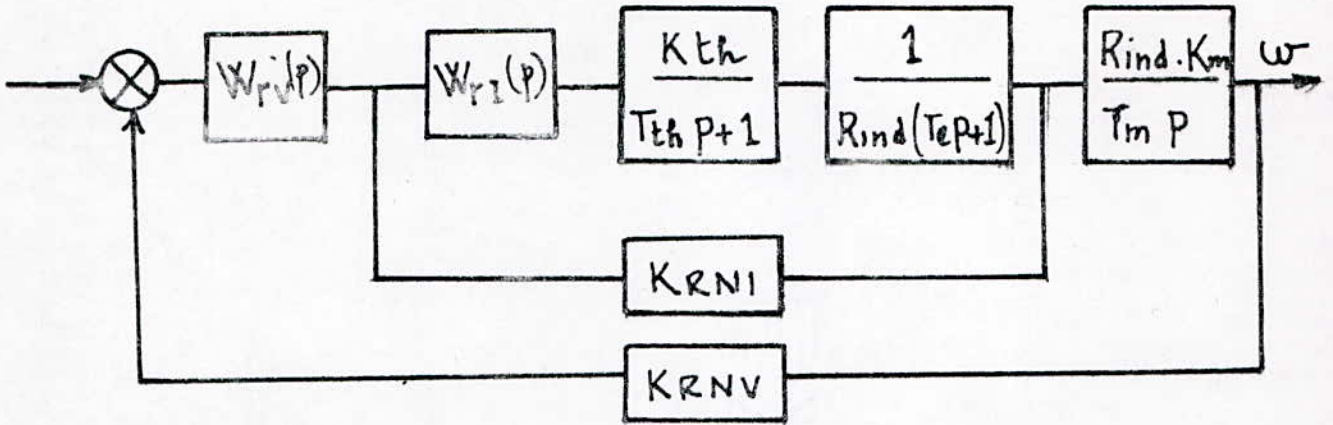 Wrv(p)
WrI(p)
Kth
Tth p+1
1
Rind(Tep+1)
Rind.Km
Tm p
w
KRNI
KRNV